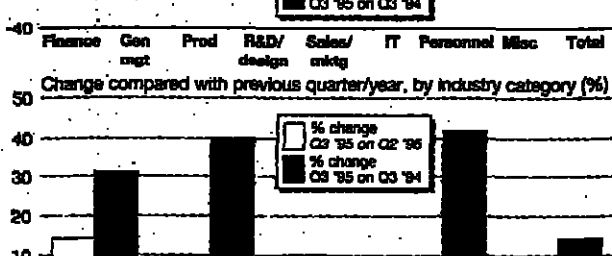 Q3 '95 on Q3 '94
-40
Finance Gen mgt Prod R&D/design Sales/mktg IT Personnel Misc Total
Change compared with previous quarter/year, by industry category (%)
50
40
% change
Q3 '95 on Q2 '95
% change
Q3 '95 on Q3 '94
30
20
10